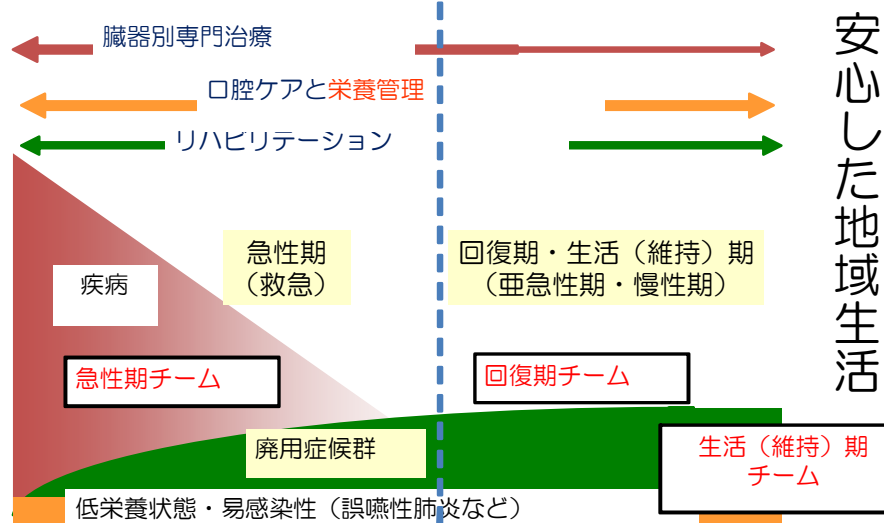 臓器別専門治療
口腔ケアと栄養管理
リハビリテーション
安心した地域生活
急性期
（救急）
回復期・生活（維持）期
（亜急性期・慢性期）
疾病
急性期チーム
回復期チーム
廃用症候群
生活（維持）期
チーム
低栄養状態・易感染性（誤嚥性肺炎など）